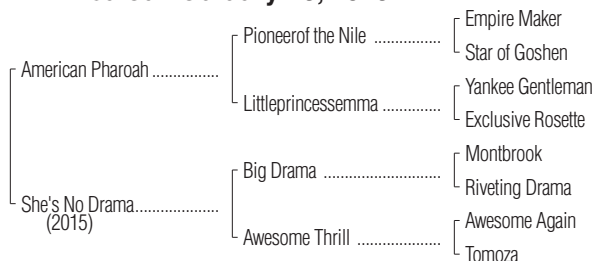 Empire Maker
Pioneerof the Nile ................
Star of Goshen
American Pharoah ................
Yankee Gentleman
Littleprincessemma .............
Exclusive Rosette
Montbrook
Big Drama ..........................
Riveting Drama
She's No Drama....................
(2015)
Awesome Again
Awesome Thrill ..................
Tomoza